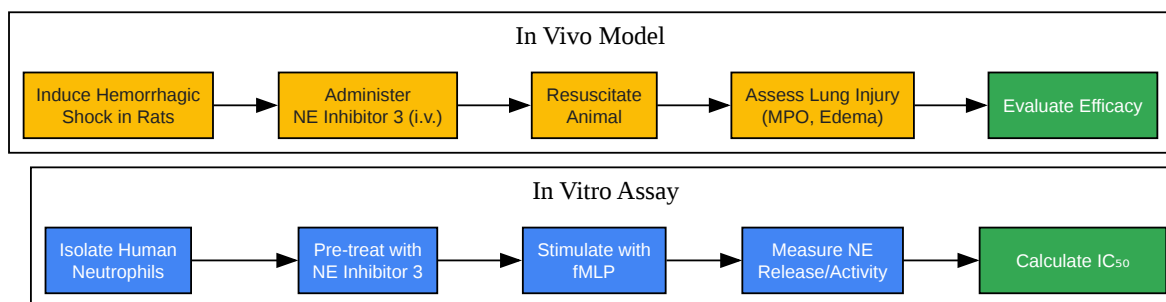 In Vivo Model
Induce Hemorrhagic
Shock in Rats
Administer
NE Inhibitor 3 (i.v.)
Resuscitate
Animal
Assess Lung Injury
(MPO, Edema)
Evaluate Efficacy
In Vitro Assay
Isolate Human
Neutrophils
Pre-treat with
NE Inhibitor 3
Stimulate with
fMLP
Measure NE
Release/Activity
Calculate IC₅₀